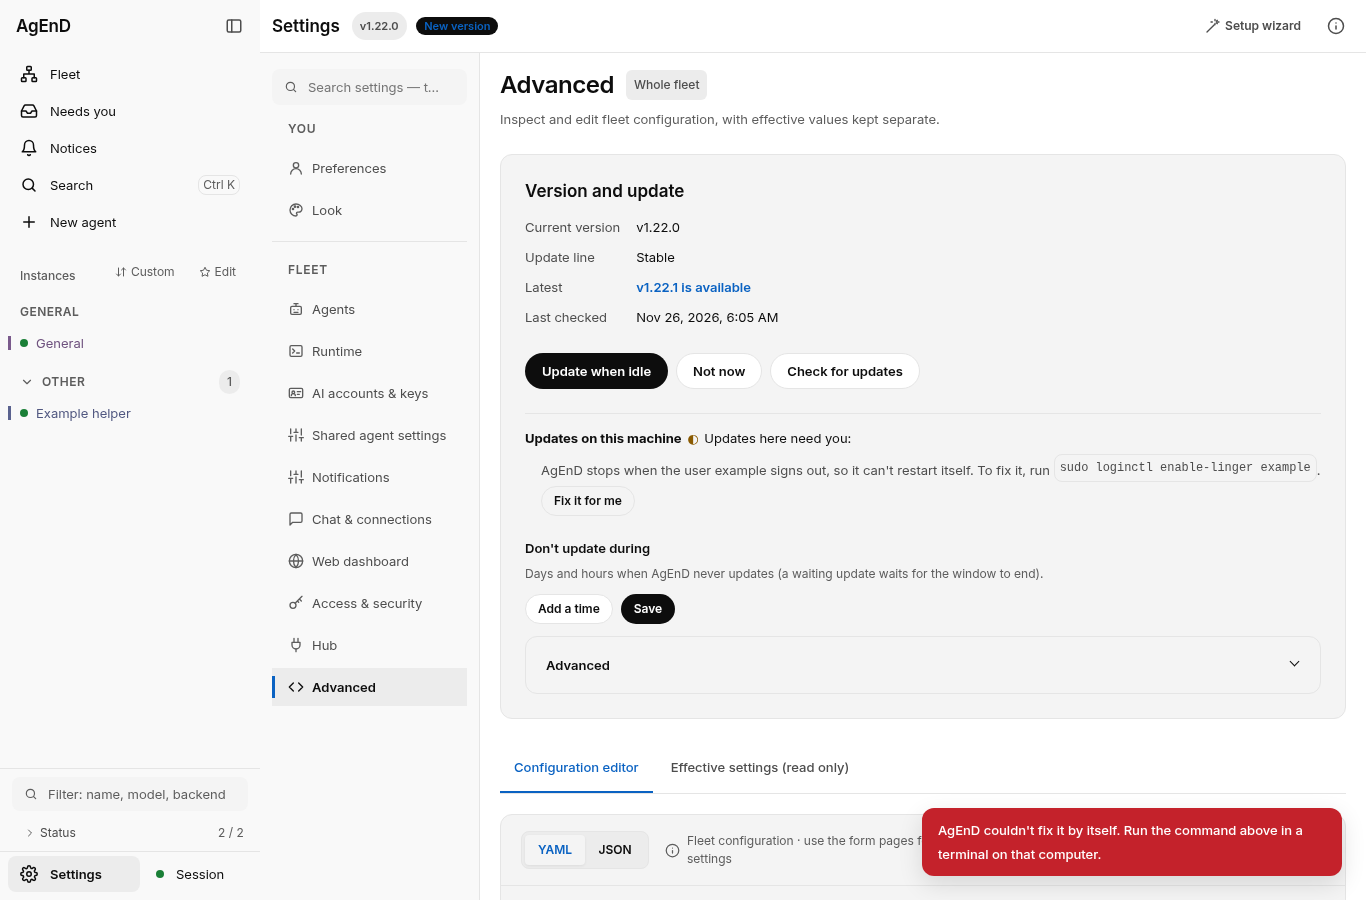 AgEnD
Fleet
Needs you
Notices
Search
Ctrl K
New agent
Instances
Custom
Edit
GENERAL
General
OTHER
1
Example helper
Filter: name, model, backend
Status
2 / 2
Settings
Session
Settings
v1.22.0
New version
Setup wizard
Search settings — t...
YOU
Preferences
Look
FLEET
Agents
Runtime
AI accounts & keys
Shared agent settings
Notifications
Chat & connections
Web dashboard
Access & security
Hub
Advanced
Advanced
Whole fleet
Inspect and edit fleet configuration, with effective values kept separate.
Version and update
Current version v1.22.0
Update line Stable
Latest v1.22.1 is available
Last checked Nov 26, 2026, 6:05 AM
Update when idle
Not now
Check for updates
Updates on this machine Updates here need you:
AgEnD stops when the user example signs out, so it can't restart itself. To fix it, run sudo loginctl enable-linger example.
Fix it for me
Don't update during
Days and hours when AgEnD never updates (a waiting update waits for the window to end).
Add a time
Save
Advanced
Configuration editor
Effective settings (read only)
YAML
JSON
Fleet configuration · use the form pages
settings
AgEnD couldn't fix it by itself. Run the command above in a
terminal on that computer.